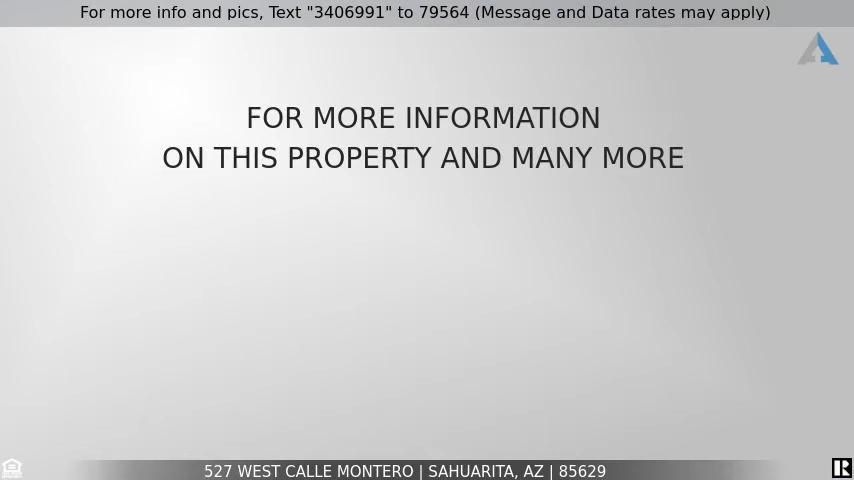 For more info and pics, Text "3406991" to 79564 (Message and Data rates may apply)
FOR MORE INFORMATION
ON THIS PROPERTY AND MANY MORE
527 WEST CALLE MONTERO | SAHUARITA, AZ | 85629